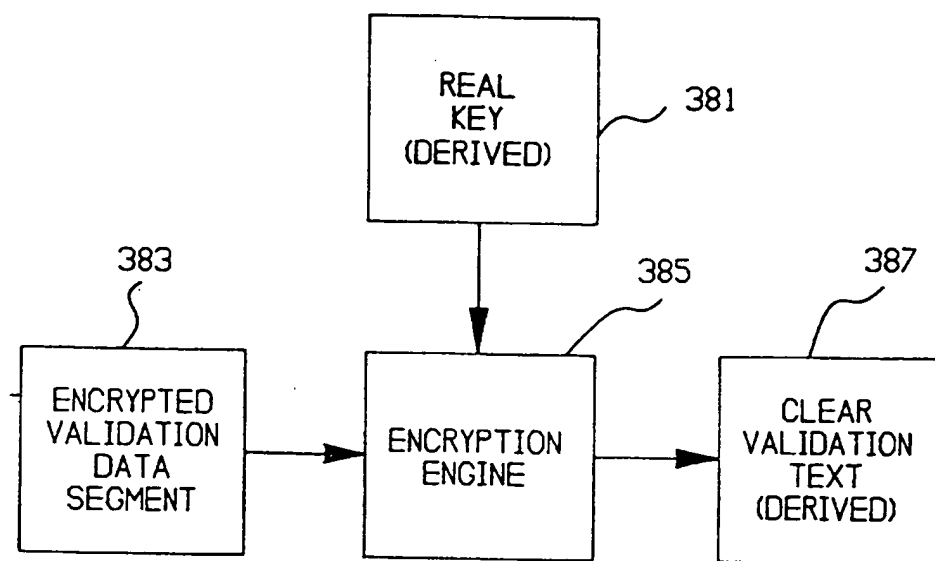 REAL
KEY
(DERIVED)
381
383
385
387
ENCRYPTED
VALIDATION
DATA
SEGMENT
ENCRYPTION
ENGINE
CLEAR
VALIDATION
TEXT
(DERIVED)